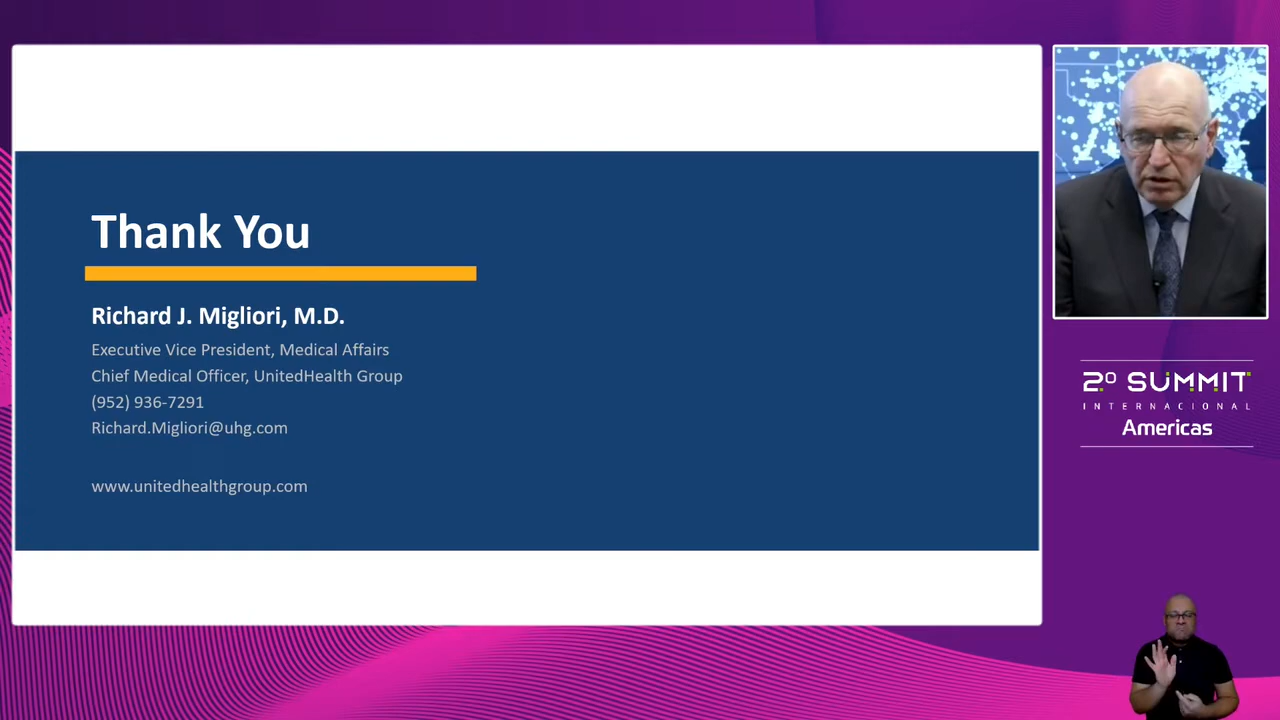 Thank You
Richard J. Migliori, M.D.
Executive Vice President, Medical Affairs
Chief Medical Officer, UnitedHealth Group
(952) 936-7291
Richard.Migliori@uhg.com
www.unitedhealthgroup.com
2º SUMMIT
INTERNACIONAL
Americas